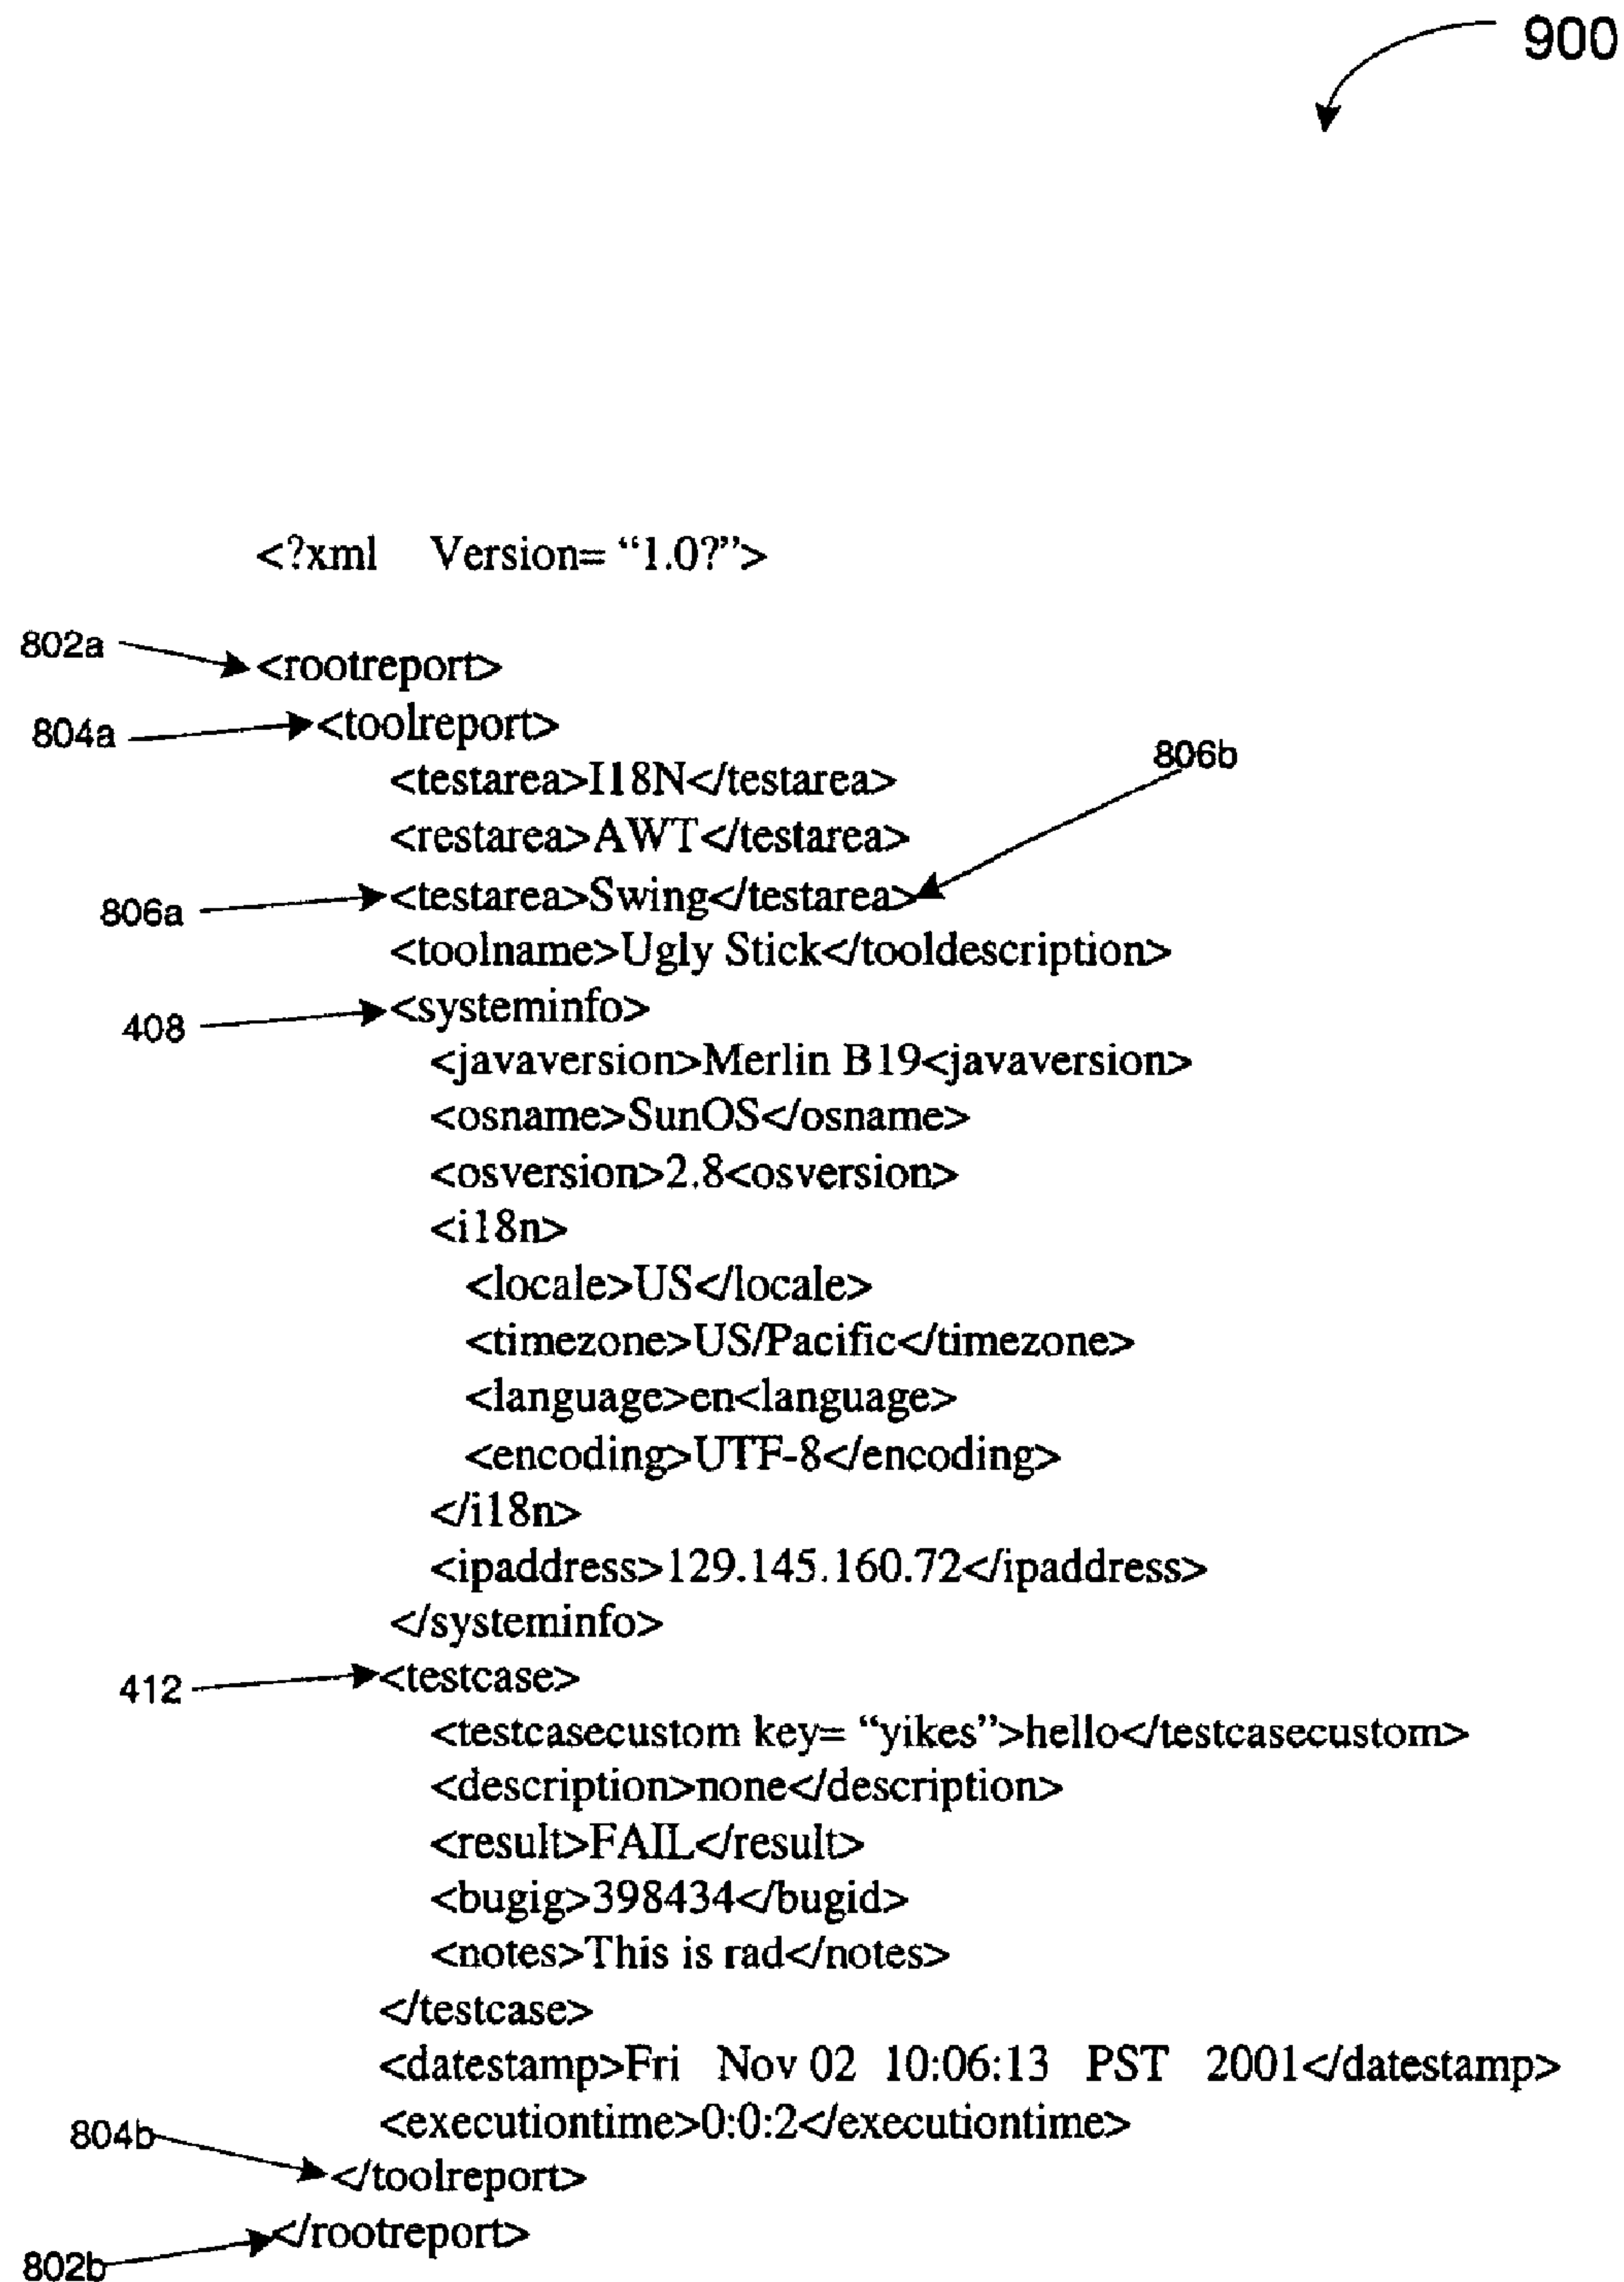 900
<?xml Version= “1.0?”>
802a
<rootreport>
804a
<toolreport>
806b
<testarea>I18N</testarea>
<restarea>AWT</testarea>
806a
<testarea>Swing</testarea>
<toolname>Ugly Stick</tooldescription>
408
<systeminfo>
<javaversion>Merlin B19<javaversion>
<osname>SunOS</osname>
<osversion>2.8<osversion>
<i18n>
<locale>US</locale>
<timezone>US/Pacific</timezone>
<language>en<language>
<encoding>UTF-8</encoding>
</i18n>
<ipaddress>129.145.160.72</ipaddress>
</systeminfo>
412
<testcase>
<testcasecustom key= “yikes”>hello</testcasecustom>
<description>none</description>
<result>FAIL</result>
<bugig>398434</bugid>
<notes>This is rad</notes>
</testcase>
<datestamp>Fri Nov 02 10:06:13 PST 2001</datestamp>
<executiontime>0:0:2</executiontime>
804b
</toolreport>
</rootreport>
802b